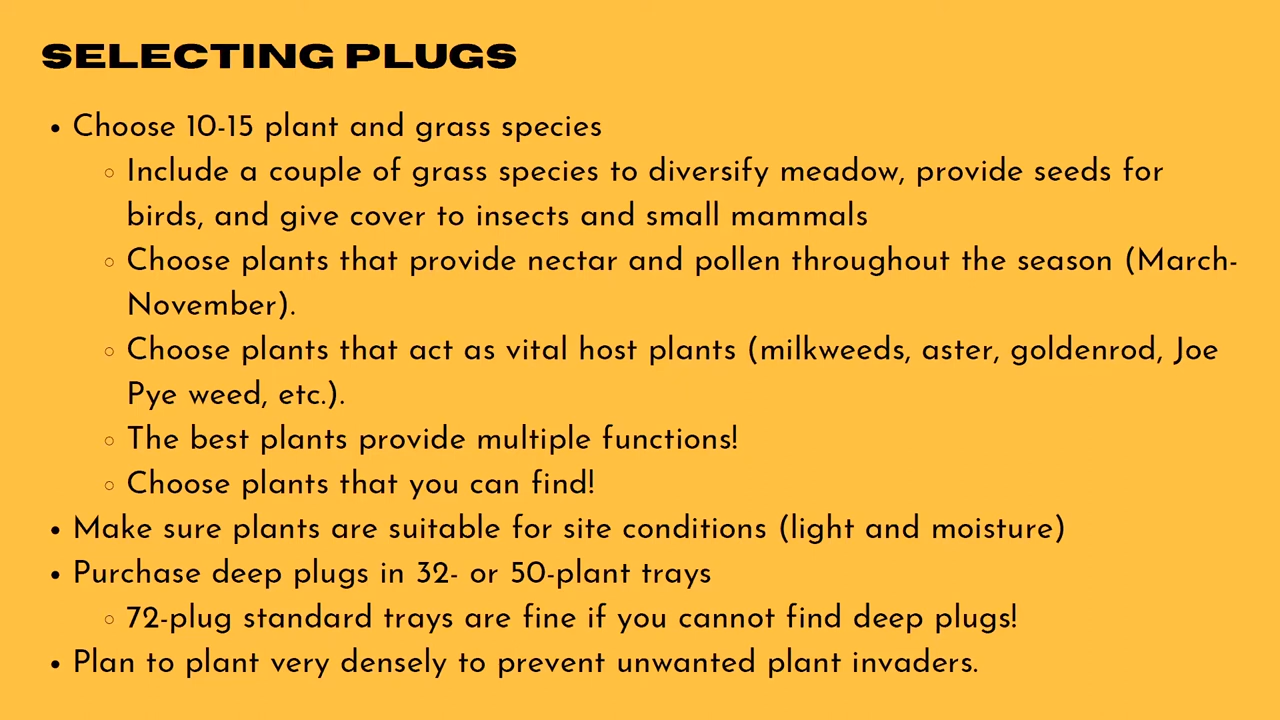 SELECTING PLUGS
• Choose 10-15 plant and grass species
◦ Include a couple of grass species to diversify meadow, provide seeds for
birds, and give cover to insects and small mammals
◦ Choose plants that provide nectar and pollen throughout the season (March-
November).
◦ Choose plants that act as vital host plants (milkweeds, aster, goldenrod, Joe
Pye weed, etc.).
◦ The best plants provide multiple functions!
◦ Choose plants that you can find!
• Make sure plants are suitable for site conditions (light and moisture)
• Purchase deep plugs in 32- or 50-plant trays
◦ 72-plug standard trays are fine if you cannot find deep plugs!
• Plan to plant very densely to prevent unwanted plant invaders.